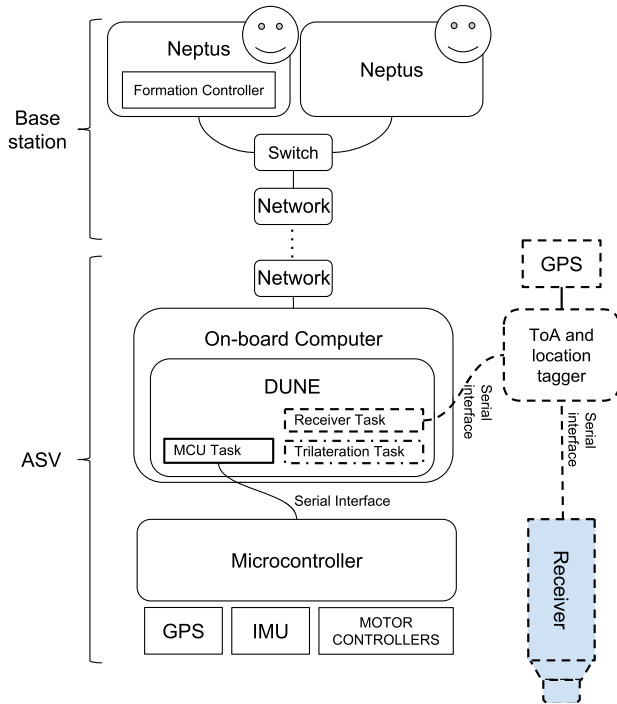 Neptus
Formation Controller
Neptus
Base
station
Switch
Network
Network
GPS
On-board Computer
ToA and
location
tagger
DUNE
Receiver Task
MCU Task
Trilateration Task
Serial
interface
Serial
interface
ASV
Serial Interface
Microcontroller
Receiver
GPS
IMU
MOTOR
CONTROLLERS